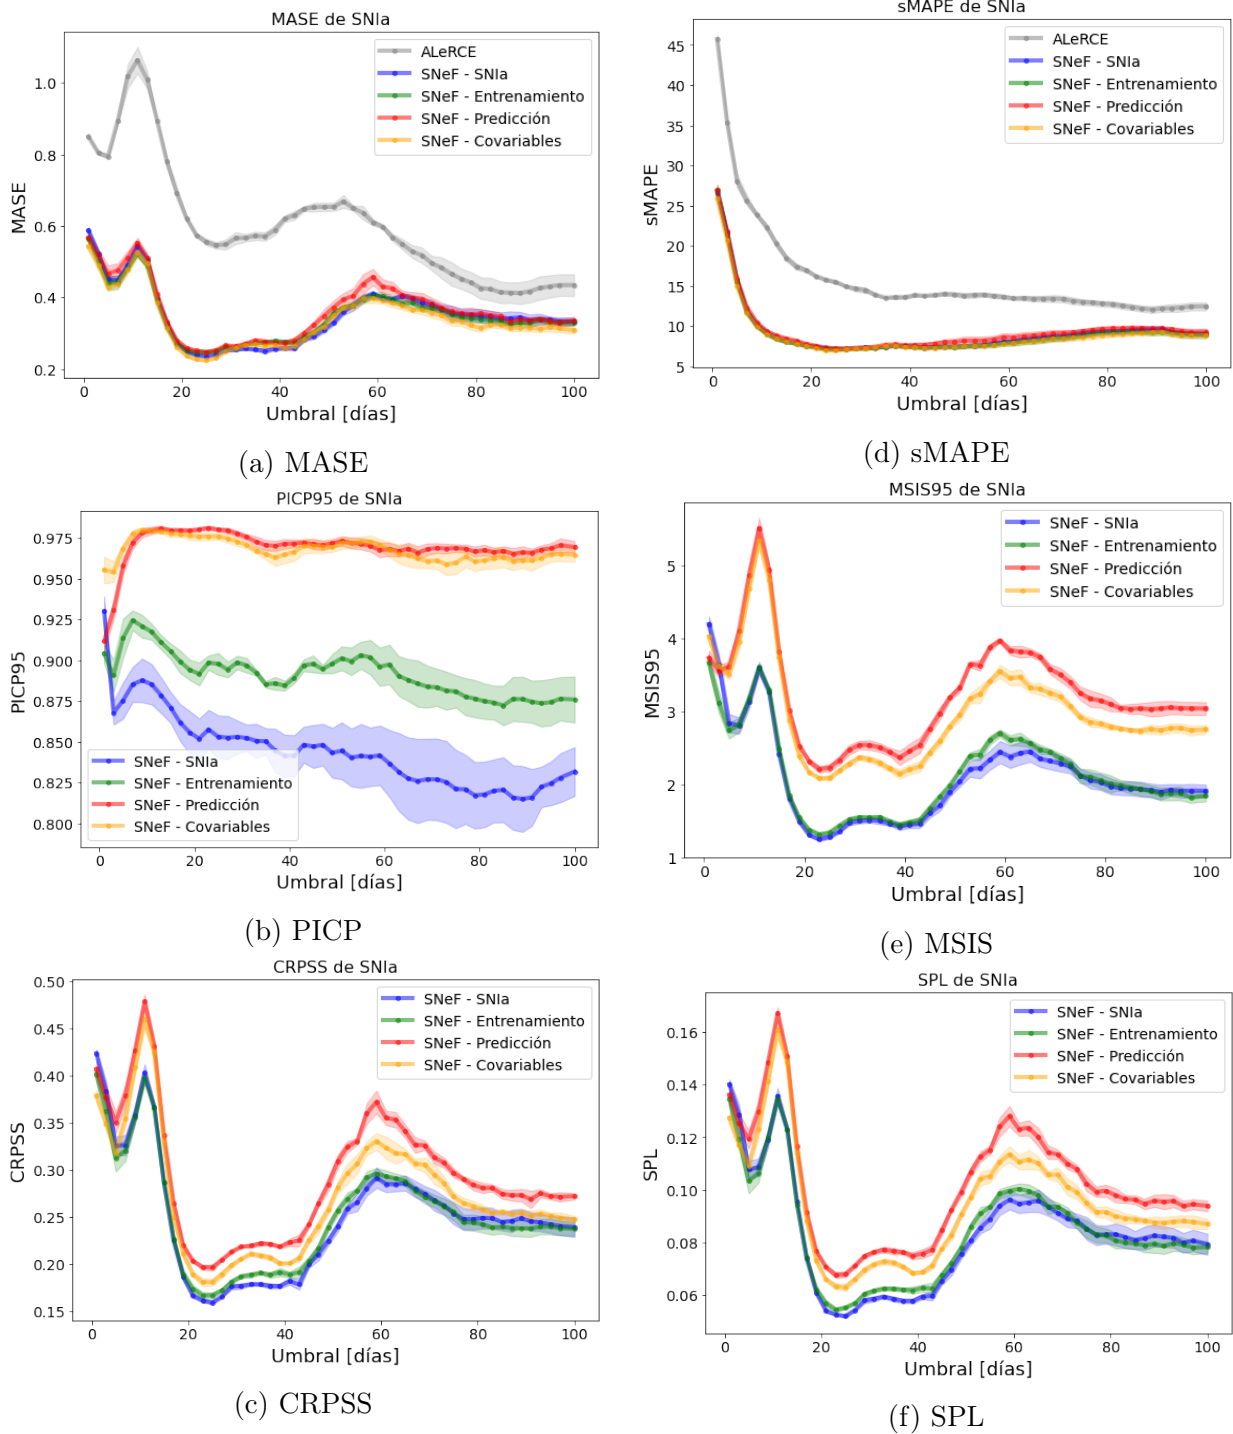 MASE de SNIa
ALeRCE
SNeF - SNIa
SNeF - Entrenamiento
SNeF - Predicción
SNeF - Covariables
MASE
1.0
0.8
0.6
0.4
0.2
0
20
40
60
80
100
Umbral [días]
(a) MASE
sMAPE de SNIa
ALeRCE
SNeF - SNIa
SNeF - Entrenamiento
SNeF - Predicción
SNeF - Covariables
sMAPE
45
40
35
30
25
20
15
10
5
0
20
40
60
80
100
Umbral [días]
(d) sMAPE
PICP95 de SNIa
PICP95
0.975
0.950
0.925
0.900
0.875
0.850
0.825
0.800
SNeF - SNIa
SNeF - Entrenamiento
SNeF - Predicción
SNeF - Covariables
0
20
40
60
80
100
Umbral [días]
(b) PICP
MSIS95 de SNIa
SNeF - SNIa
SNeF - Entrenamiento
SNeF - Predicción
SNeF - Covariables
MSIS95
5
4
3
2
1
0
20
40
60
80
100
Umbral [días]
(e) MSIS
CRPSS de SNIa
SNeF - SNIa
SNeF - Entrenamiento
SNeF - Predicción
SNeF - Covariables
CRPSS
0.50
0.45
0.40
0.35
0.30
0.25
0.20
0.15
0
20
40
60
80
100
Umbral [días]
(c) CRPSS
SPL de SNIa
SNeF - SNIa
SNeF - Entrenamiento
SNeF - Predicción
SNeF - Covariables
SPL
0.16
0.14
0.12
0.10
0.08
0.06
0
20
40
60
80
100
Umbral [días]
(f) SPL